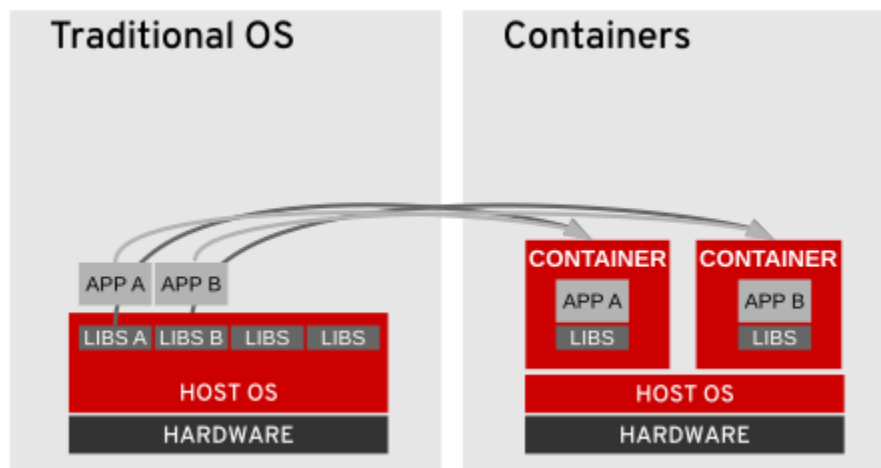 Traditional OS
APP A APP B
LIBS A LIBS B LIBS LIBS
HOST OS
HARDWARE
Containers
CONTAINER CONTAINER
APP A APP B
LIBS LIBS
HOST OS
HARDWARE